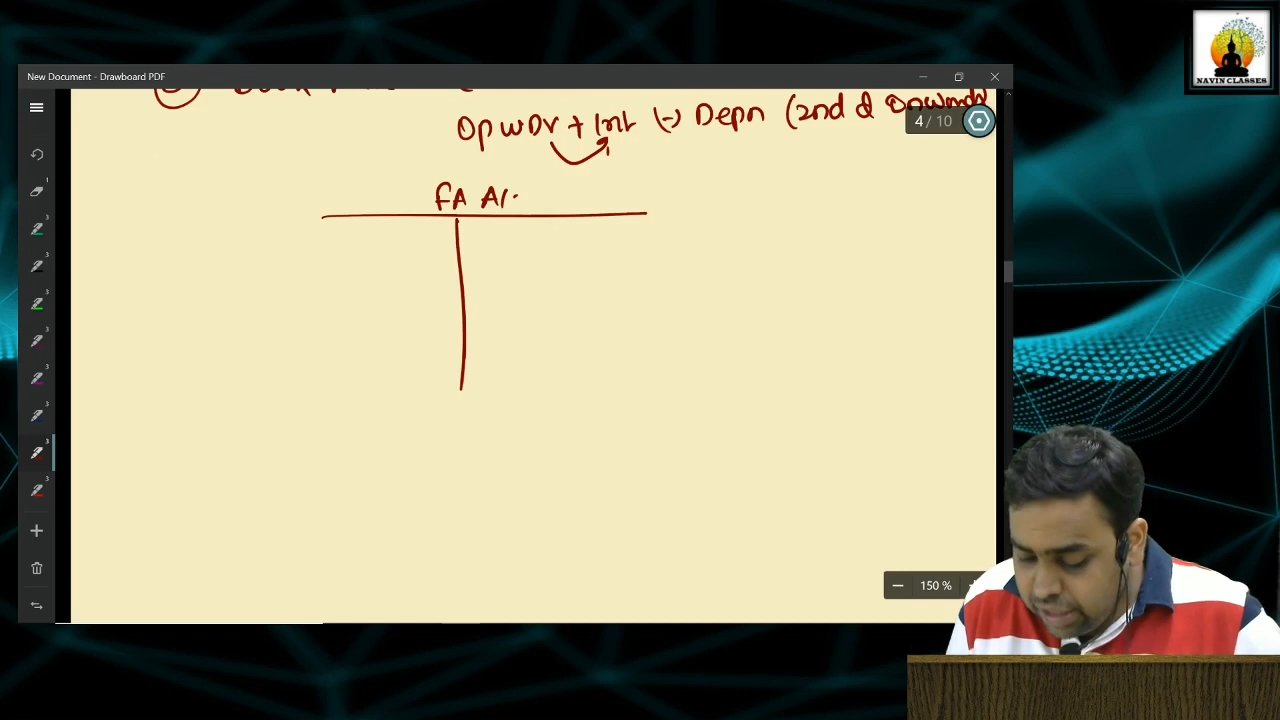 NAVIN CLASSES
New Document - Drawboard PDF
Op WDV + Int (-) Depn (2nd & Onwards
4 / 10
FA A/c
150 %